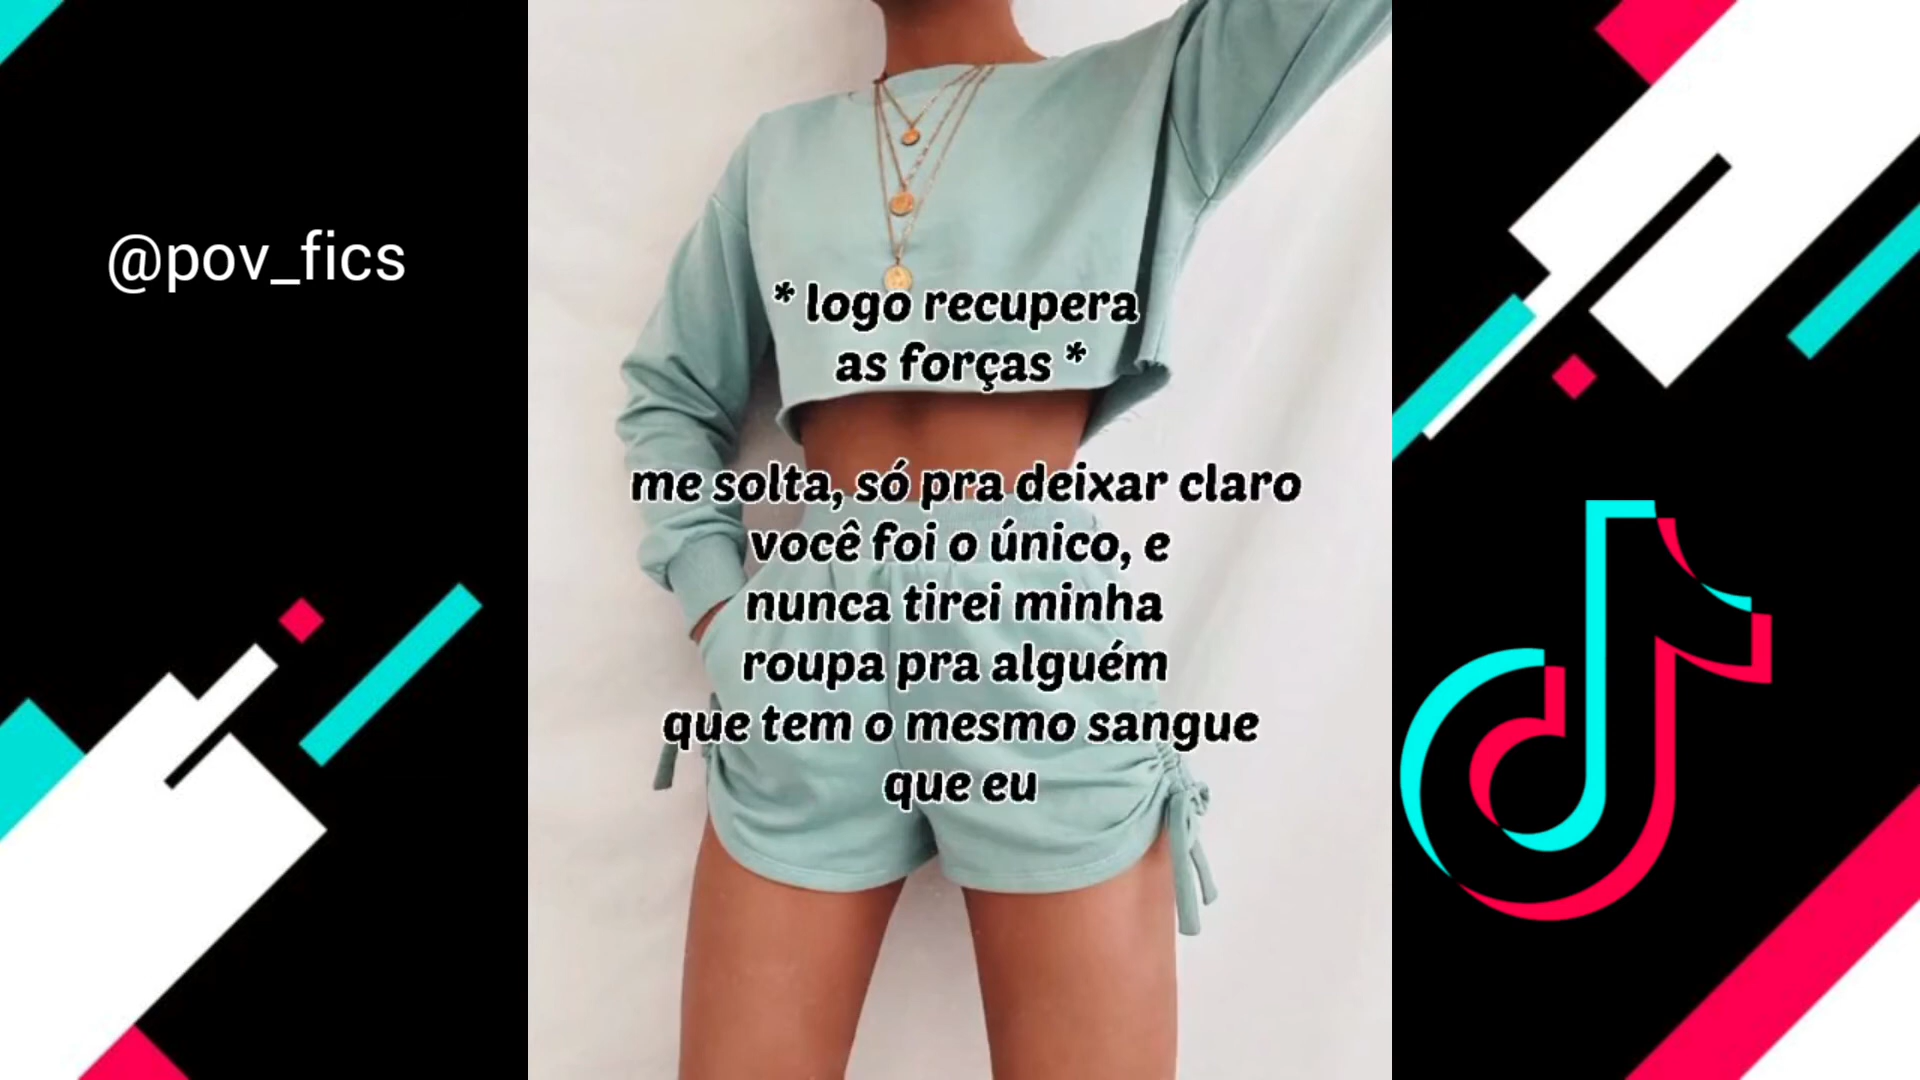 @pov_fics
* logo recupera
as forças *
me solta, só pra deixar claro
você foi o único, e
nunca tirei minha
roupa pra alguém
que tem o mesmo sangue
que eu